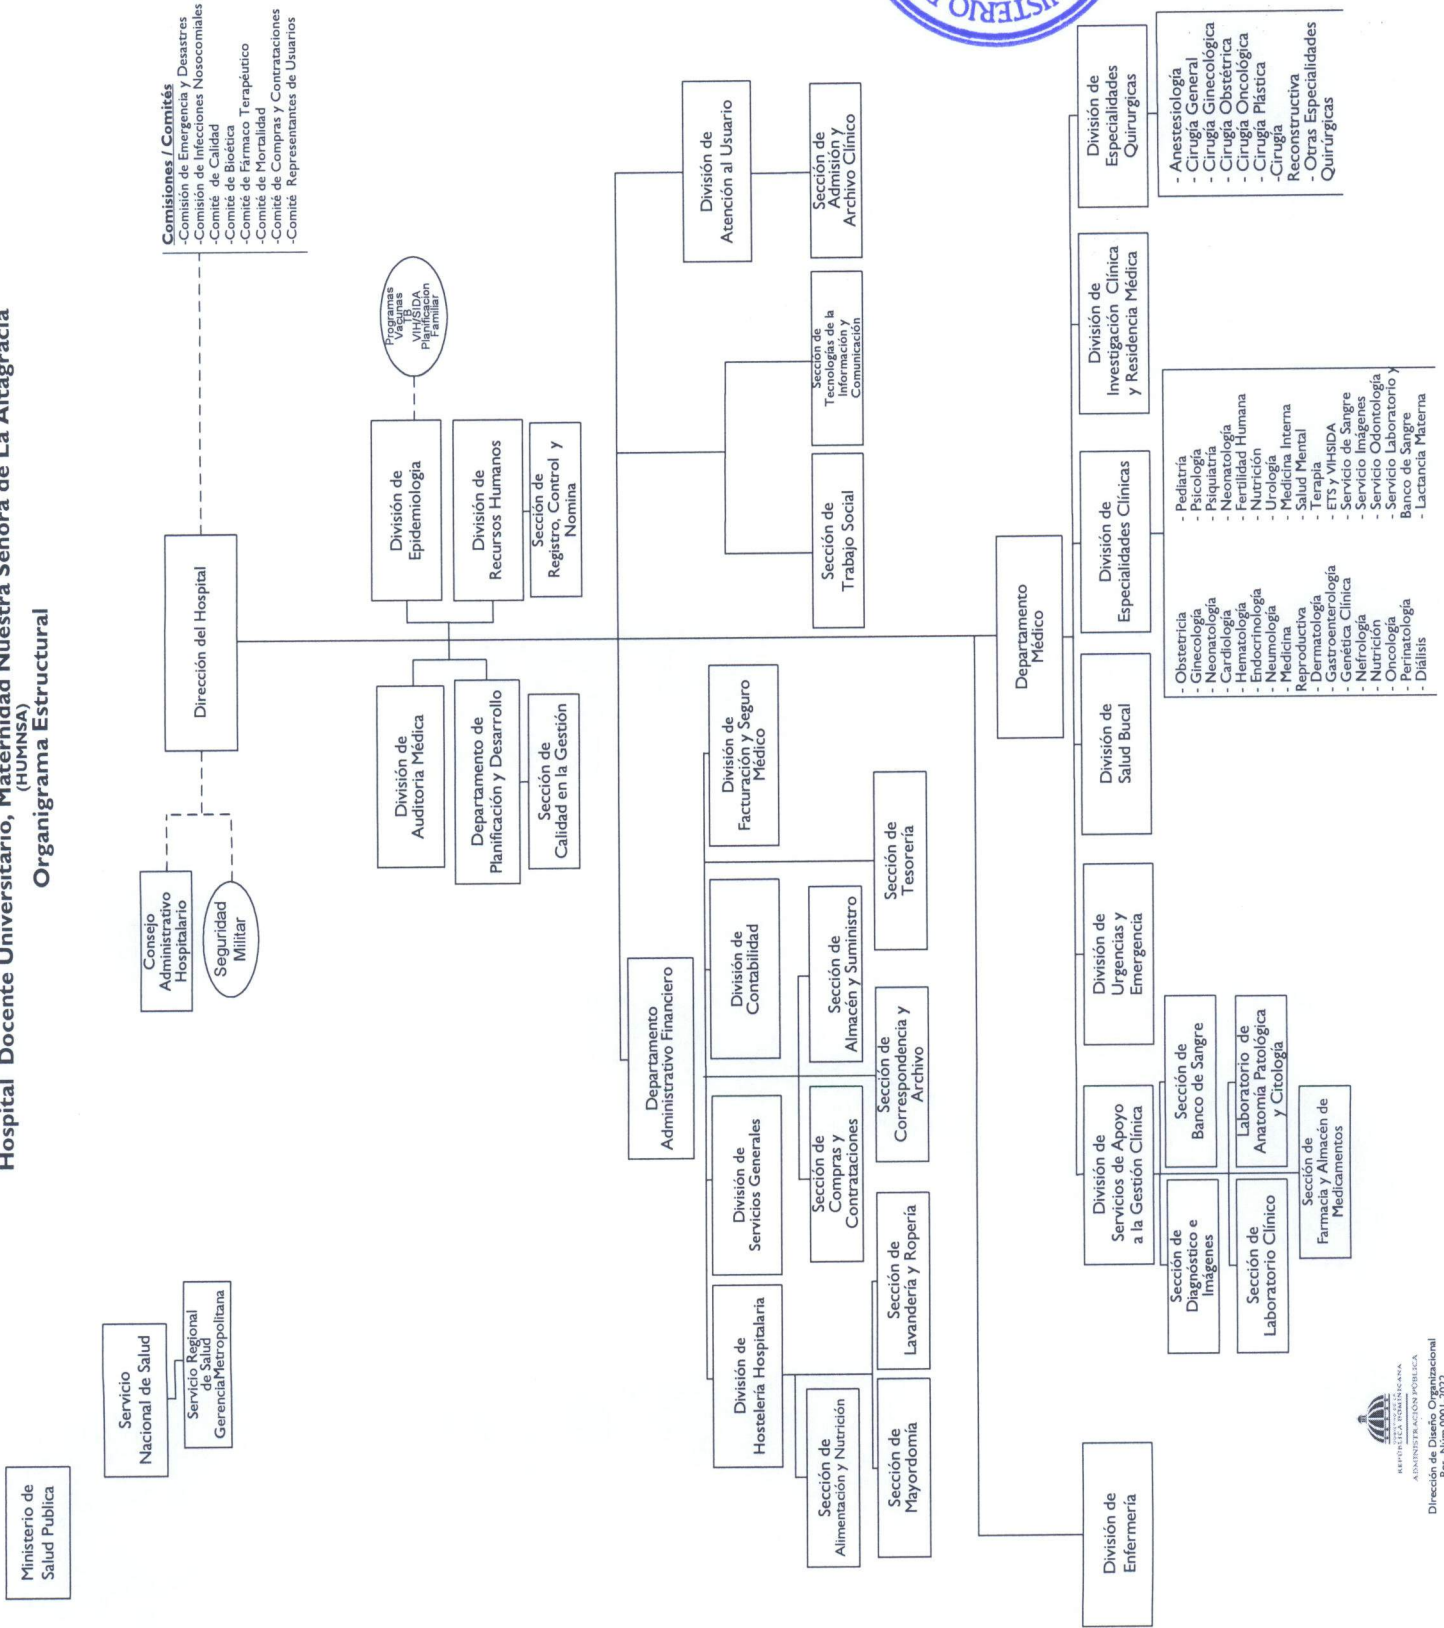 Hospital Docente Universitario, Maternidad Nuestra Señora de La Altagracia
(HUMNSA)
Organigrama Estructural
Ministerio de
Salud Publica
Servicio
Nacional de Salud
Servicio Regional
de Salud
GerenciaMetropolitana
Consejo
Administrativo
Hospitalario
Seguridad
Militar
Dirección del Hospital
Comisiones / Comités
-Comisión de Emergencia y Desastres
-Comisión de Infecciones Nosocomiales
-Comité de Calidad
-Comité de Bioética
-Comité de Fármaco Terapéutico
-Comité de Mortalidad
-Comité de Compras y Contrataciones
-Comité Representantes de Usuarios
División de
Auditoria Médica
División de
Epidemiología
Programas
Vacunas
TB
VIH/SIDA
Planificacion
Familiar
Departamento de
Planificación y Desarrollo
División de
Recursos Humanos
Sección de
Calidad en la Gestión
Sección de
Registro, Control y
Nomina
Departamento
Administrativo Financiero
División de
Atención al Usuario
División de
Hostelería Hospitalaria
División de
Servicios Generales
División de
Contabilidad
División de
Facturación y Seguro
Médico
Sección de
Alimentación y Nutrición
Sección de
Compras y
Contrataciones
Sección de
Almacén y Suministro
Sección de
Trabajo Social
Sección de
Tecnologías de la
Información y
Comunicación
Sección de
Admisión y
Archivo Clínico
Sección de
Mayordomía
Sección de
Lavandería y Ropería
Sección de
Correspondencia y
Archivo
Sección de
Tesorería
Departamento
Médico
División de
Enfermería
División de
Servicios de Apoyo
a la Gestión Clínica
División de
Urgencias y
Emergencia
División de
Salud Bucal
División de
Especialidades Clínicas
División de
Investigación Clínica
y Residencia Médica
División de
Especialidades
Quirurgicas
Sección de
Diagnóstico e
Imágenes
Sección de
Banco de Sangre
Sección de
Laboratorio Clínico
Laboratorio de
Anatomía Patológica
y Citología
Sección de
Farmacia y Almacén de
Medicamentos
- Obstetricia
- Ginecología
- Neonatología
- Cardiología
- Hematología
- Endocrinología
- Neumología
- Medicina
Reproductiva
- Dermatología
- Gastroenterología
- Genética Clínica
- Nefrología
- Nutrición
- Oncología
- Perinatología
- Diálisis
- Pediatría
- Psicología
- Psiquiatría
- Neonatología
- Fertilidad Humana
- Nutrición
- Urología
- Medicina Interna
- Salud Mental
- Terapia
- ETS y VIHSIDA
- Servicio de Sangre
- Servicio Imágenes
- Servicio Odontología
- Servicio Laboratorio y
Banco de Sangre
- Lactancia Materna
- Anestesiología
- Cirugía General
- Cirugía Ginecológica
- Cirugía Obstétrica
- Cirugía Oncológica
- Cirugía Plástica
-Cirugía
Reconstructiva
- Otras Especialidades
Quirúrgicas
REPÚBLICA DOMINICANA
ADMINISTRACIÓN PÚBLICA
Dirección de Diseño Organizacional